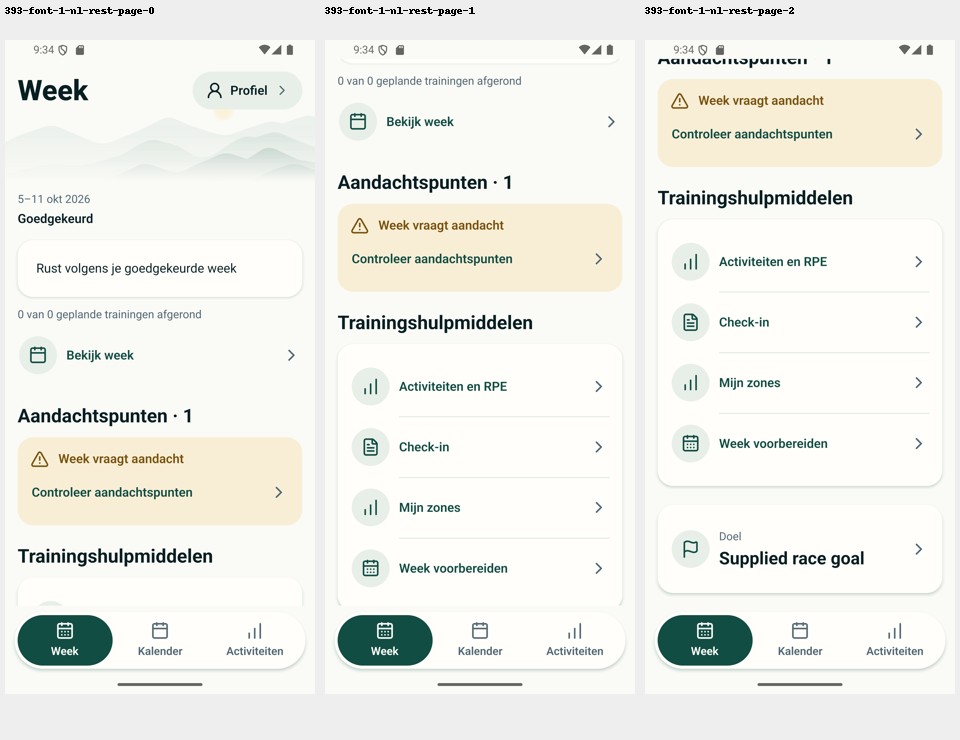 393-font-1-nl-rest-page-0
9:34
Week
Profiel
5–11 okt 2026
Goedgekeurd
Rust volgens je goedgekeurde week
0 van 0 geplande trainingen afgerond
Bekijk week
Aandachtspunten · 1
Week vraagt aandacht
Controleer aandachtspunten
Trainingshulpmiddelen
Week
Kalender
Activiteiten
393-font-1-nl-rest-page-1
9:34
0 van 0 geplande trainingen afgerond
Bekijk week
Aandachtspunten · 1
Week vraagt aandacht
Controleer aandachtspunten
Trainingshulpmiddelen
Activiteiten en RPE
Check-in
Mijn zones
Week voorbereiden
Week
Kalender
Activiteiten
393-font-1-nl-rest-page-2
9:34
Aandachtspunten · 1
Week vraagt aandacht
Controleer aandachtspunten
Trainingshulpmiddelen
Activiteiten en RPE
Check-in
Mijn zones
Week voorbereiden
Doel
Supplied race goal
Week
Kalender
Activiteiten